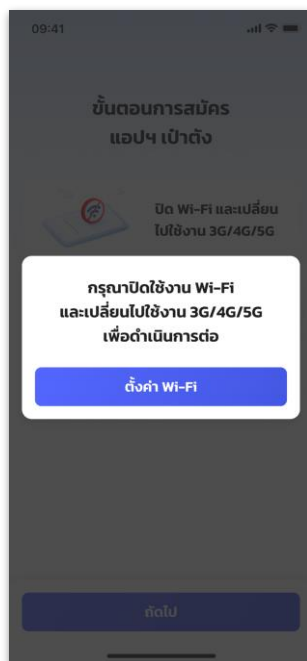 09:41
ขั้นตอนการสมัคร
แอปฯ เป๋าตัง
ปิด Wi-Fi และเปลี่ยน
ไปใช้งาน 3G/4G/5G
กรุณาปิดใช้งาน Wi-Fi
และเปลี่ยนไปใช้งาน 3G/4G/5G
เพื่อดำเนินการต่อ
ตั้งค่า Wi-Fi
ถัดไป